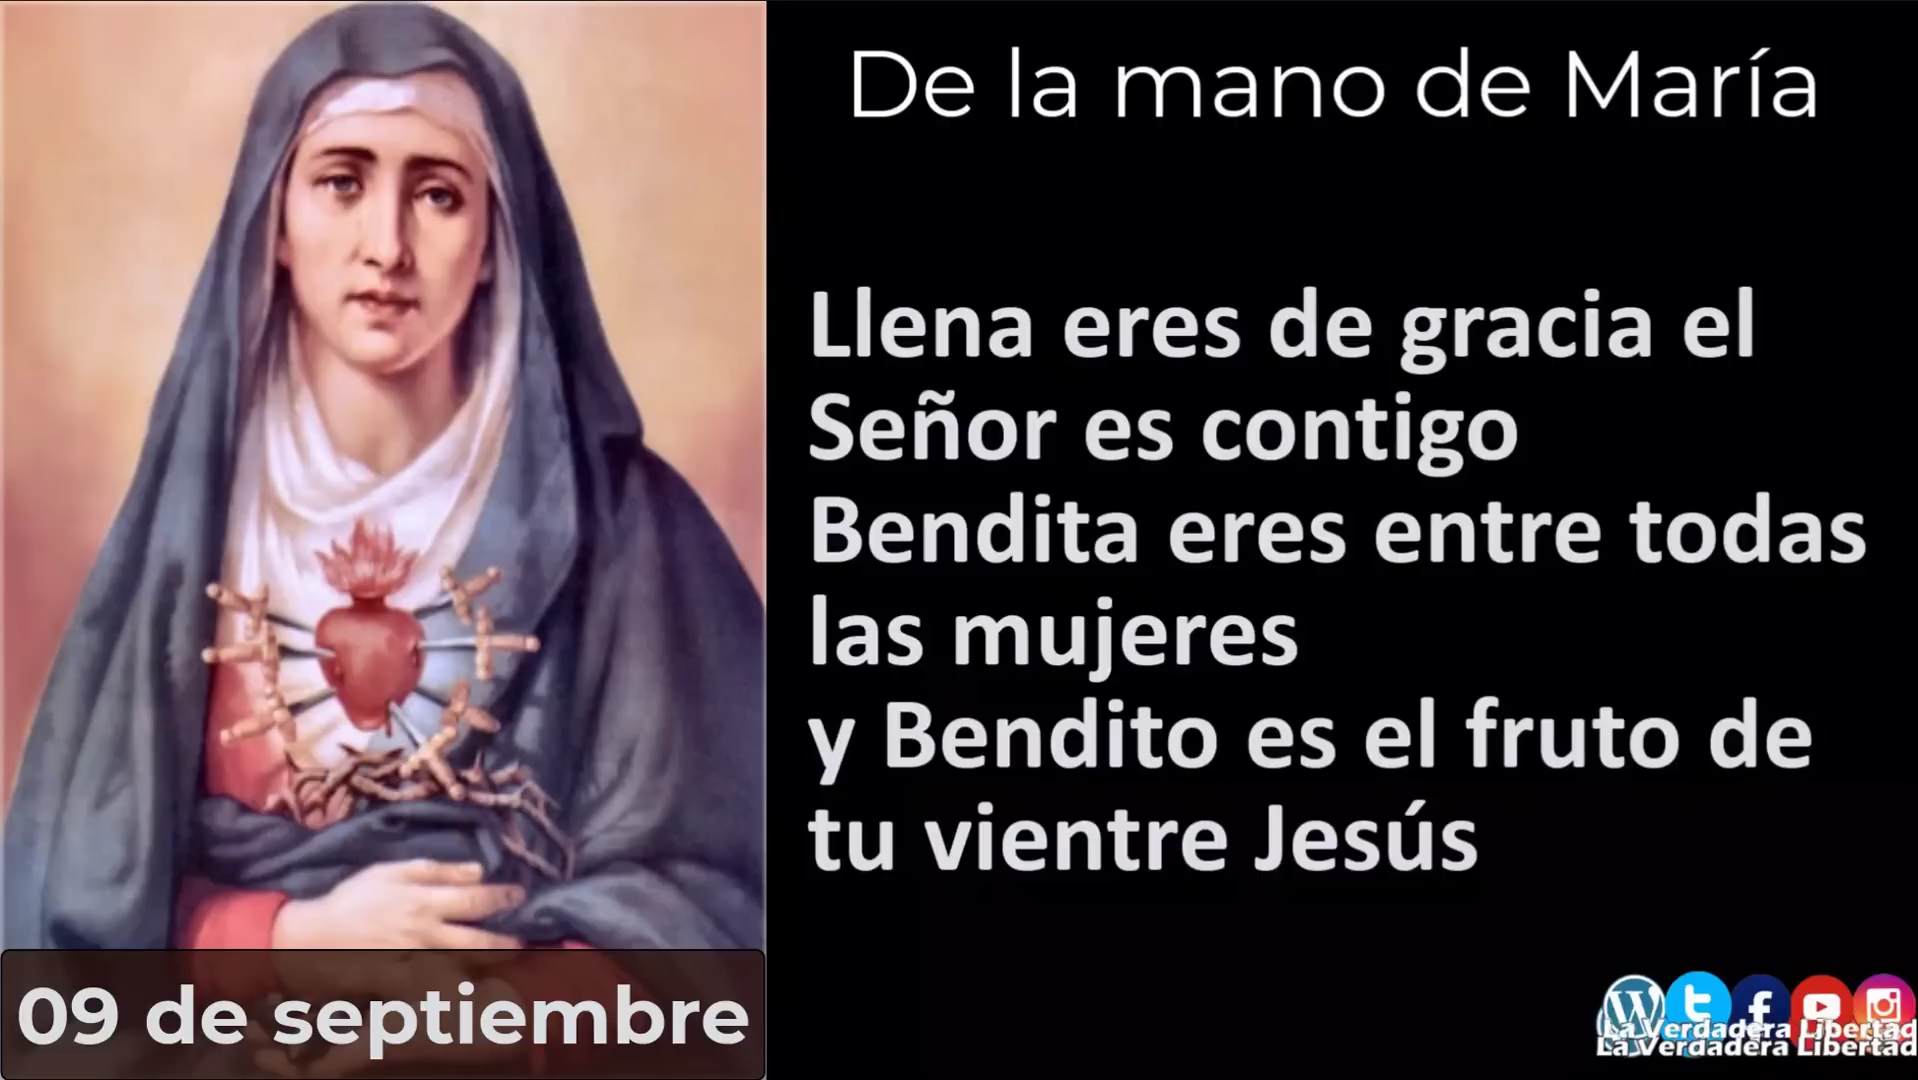 De la mano de María
Llena eres de gracia el
Señor es contigo
Bendita eres entre todas
las mujeres
y Bendito es el fruto de
tu vientre Jesús
09 de septiembre
La Verdadera Libertad
La Verdadera Libertad